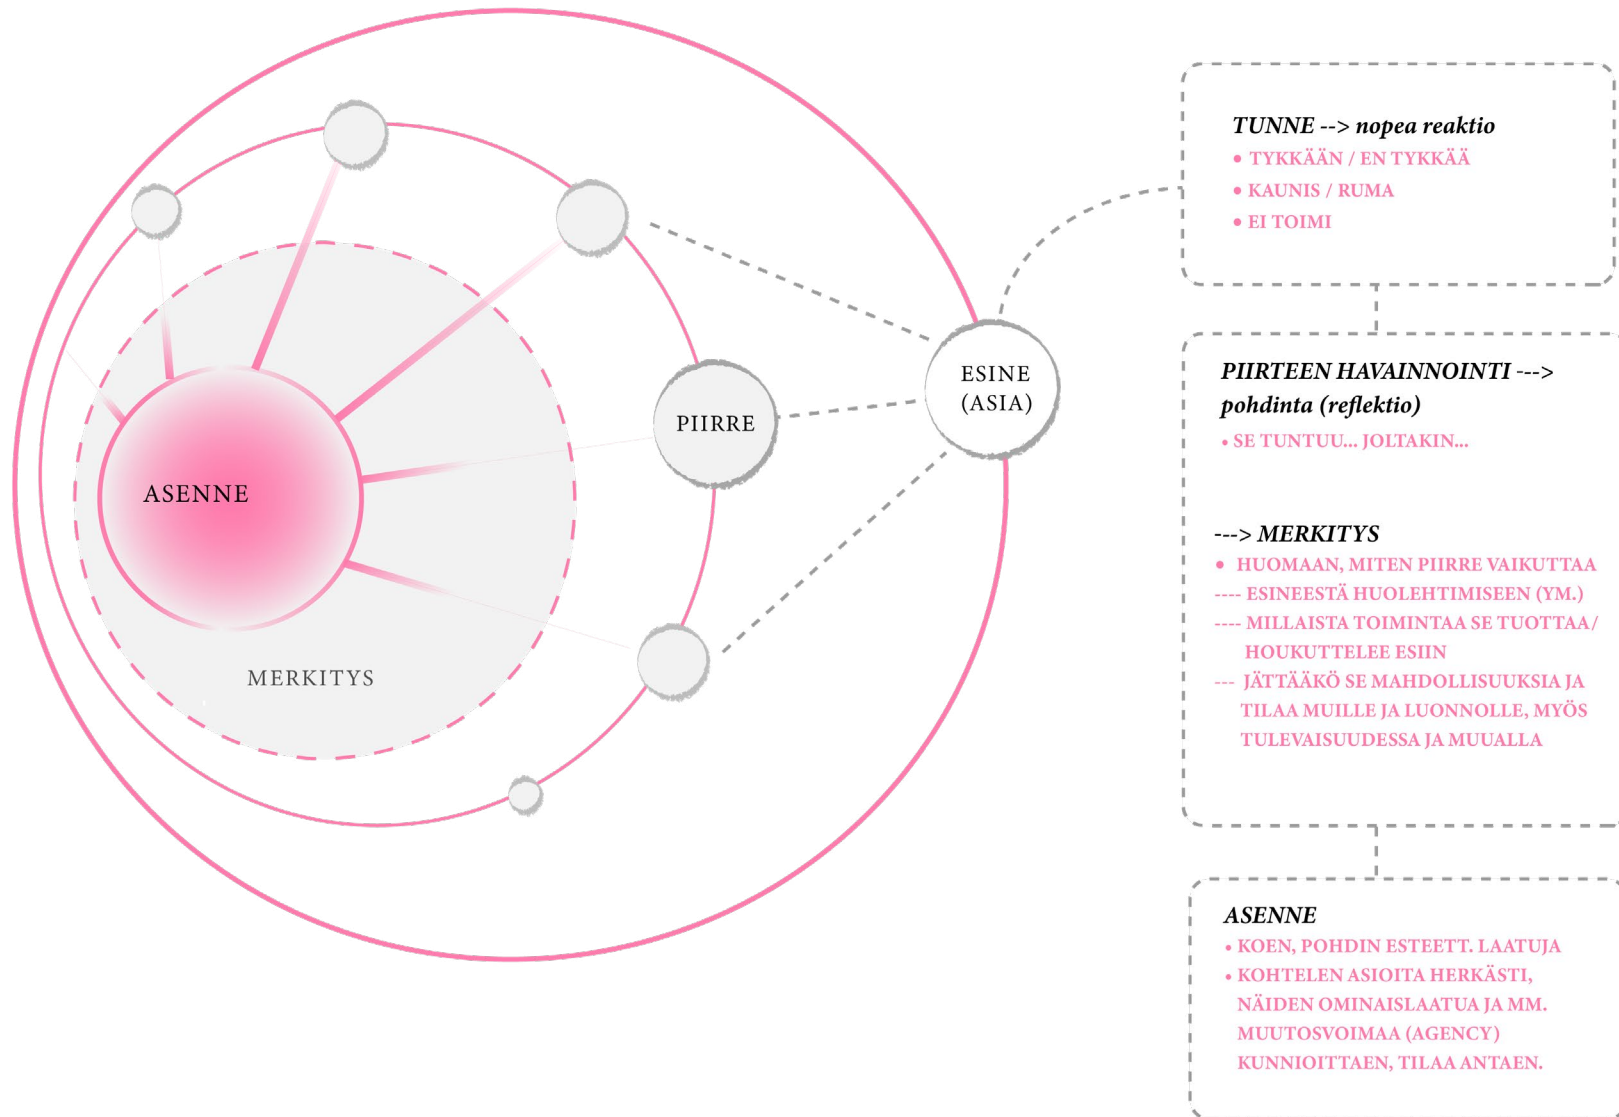 ASENNE
MERKITYS
PIIRRE
ESINE
(ASIA)
TUNNE --> nopea reaktio
• TYKKÄÄN / EN TYKKÄÄ
• KAUNIS / RUMA
• EI TOIMI
PIIRTEEN HAVAINNOINTI --->
pohdinta (reflektio)
• SE TUNTUU... JOLTAKIN...
---> MERKITYS
• HUOMAAN, MITEN PIIRRE VAIKUTTAA
---- ESINEESTÄ HUOLEHTIMISEEN (YM.)
---- MILLAISTA TOIMINTAA SE TUOTTAA/
HOUKUTTELEE ESIIN
--- JÄTTÄÄKÖ SE MAHDOLLISUUKSIA JA
TILAA MUILLE JA LUONNOLLE, MYÖS
TULEVAISUUDESSA JA MUUALLA
ASENNE
• KOEN, POHDIN ESTEETT. LAATUJA
• KOHTELEN ASIOITA HERKÄSTI,
NÄIDEN OMINAISLAATUA JA MM.
MUUTOSVOIMAA (AGENCY)
KUNNIOITTAEN, TILAA ANTAEN.